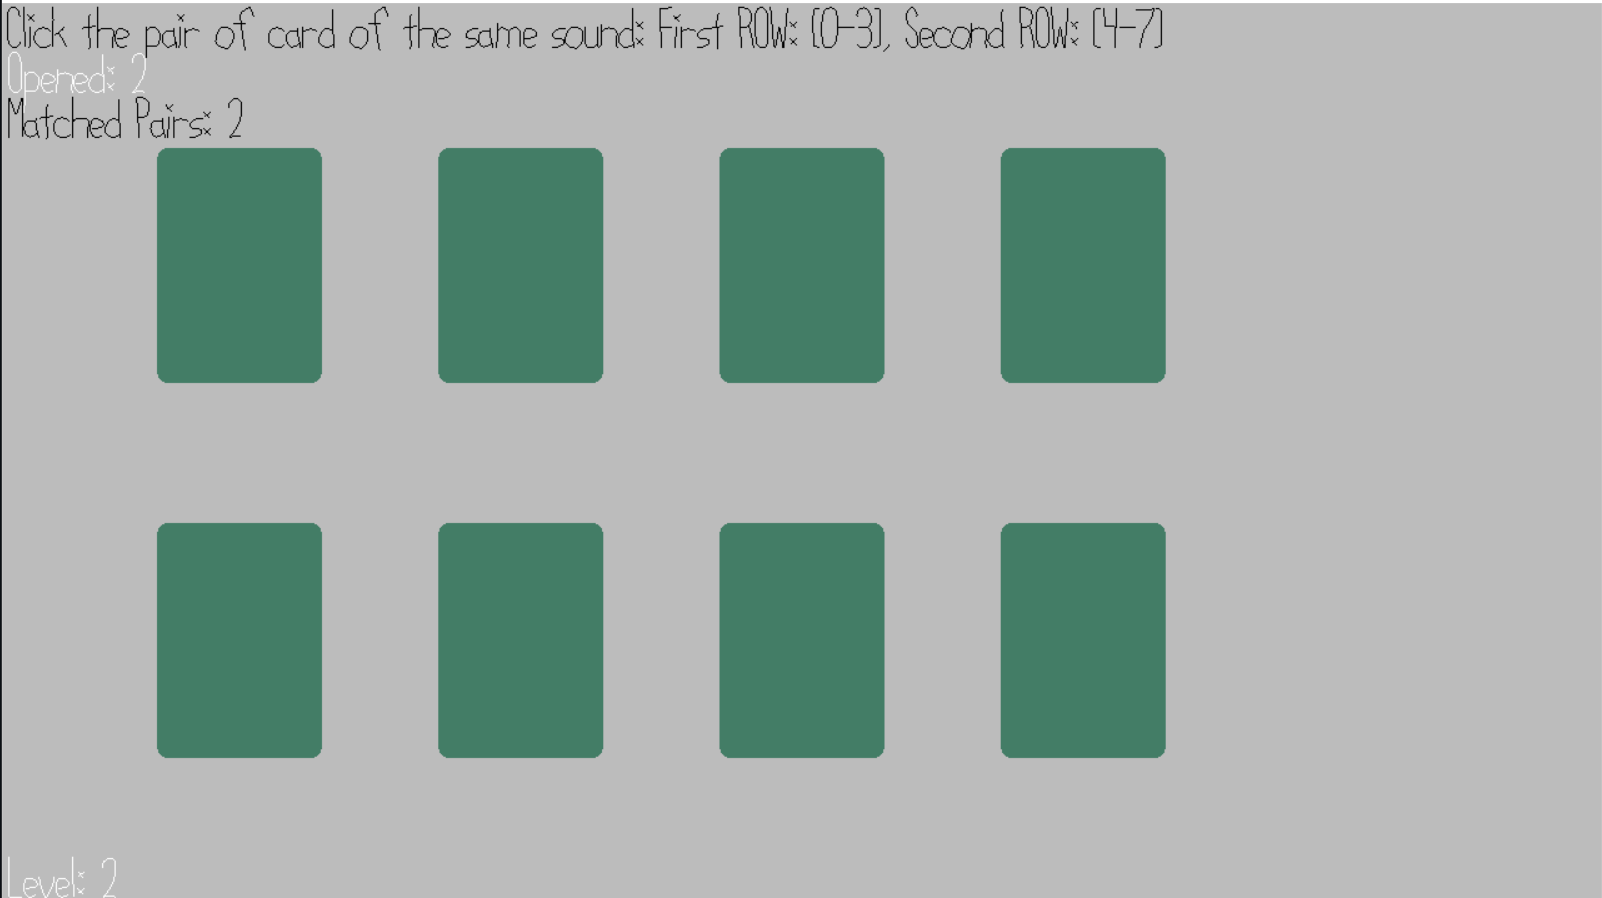 Click the pair of card of the same sound: First ROW: (0-3), Second ROW: (4-7)
Opened: 2
Matched Pairs: 2
Level: 2